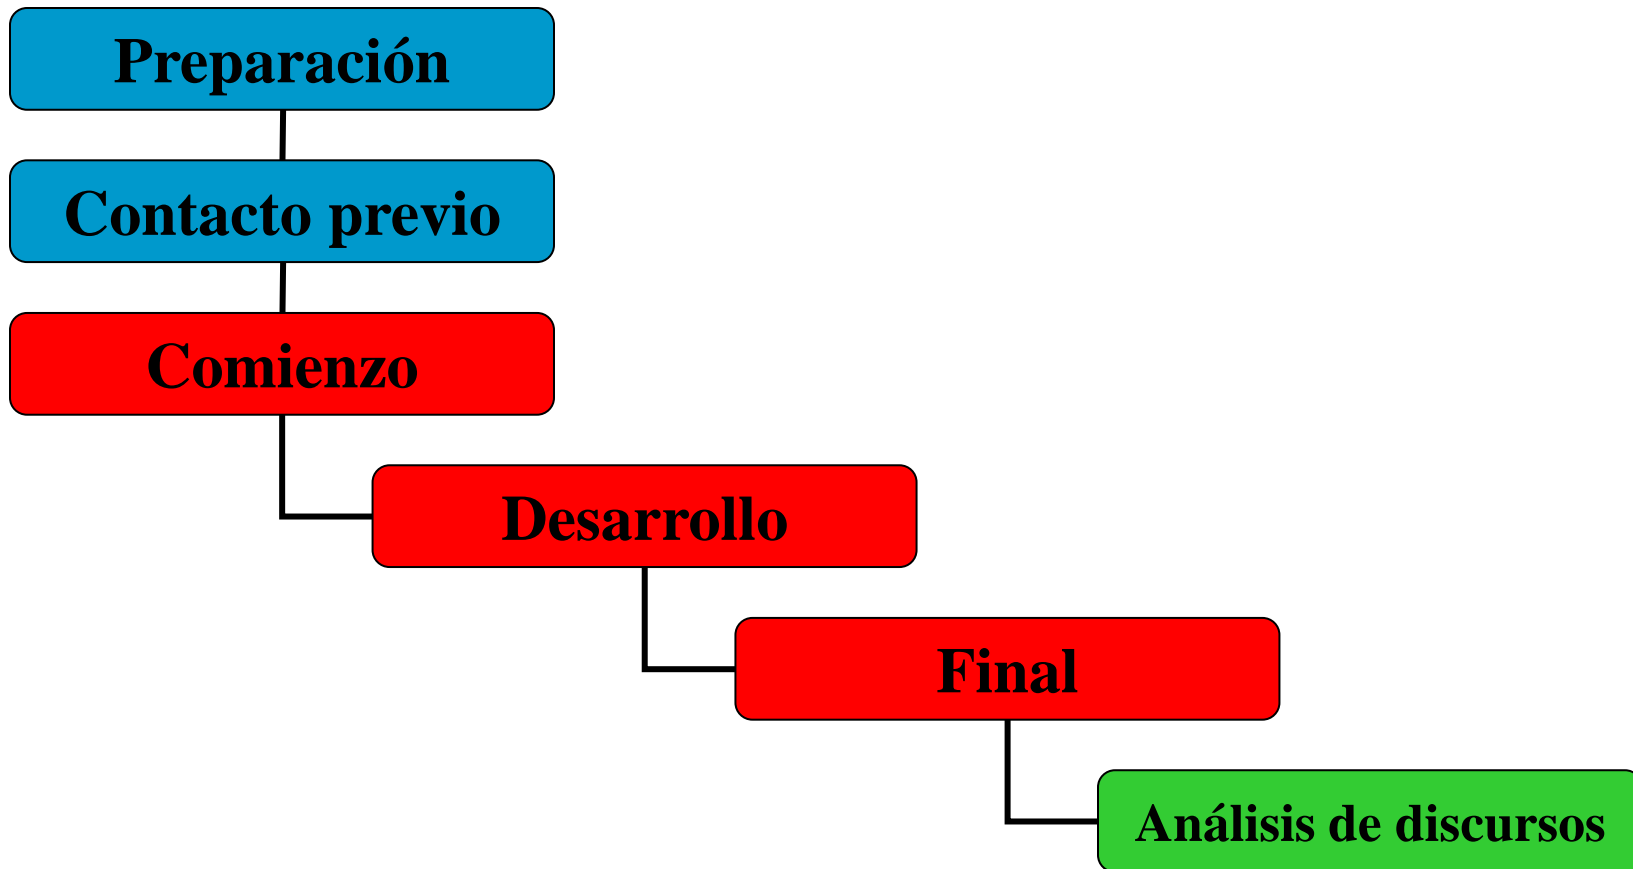 Preparación
Contacto previo
Comienzo
Desarrollo
Final
Análisis de discursos